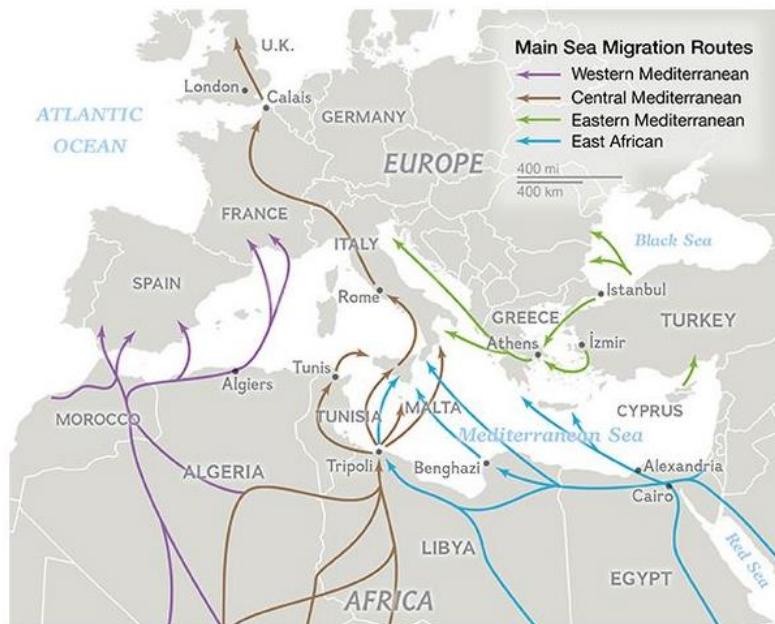 U.K.
Main Sea Migration Routes
Western Mediterranean
Central Mediterranean
Eastern Mediterranean
East African
400 mi
400 km
London
Calais
ATLANTIC
OCEAN
GERMANY
EUROPE
FRANCE
ITALY
Black Sea
SPAIN
Rome
Istanbul
GREECE
TURKEY
Athens
İzmir
Tunis
Algiers
MOROCCO
TUNISIA
MALTA
CYPRUS
Mediterranean Sea
ALGERIA
Tripoli
Benghazi
Alexandria
Cairo
LIBYA
EGYPT
Red Sea
AFRICA